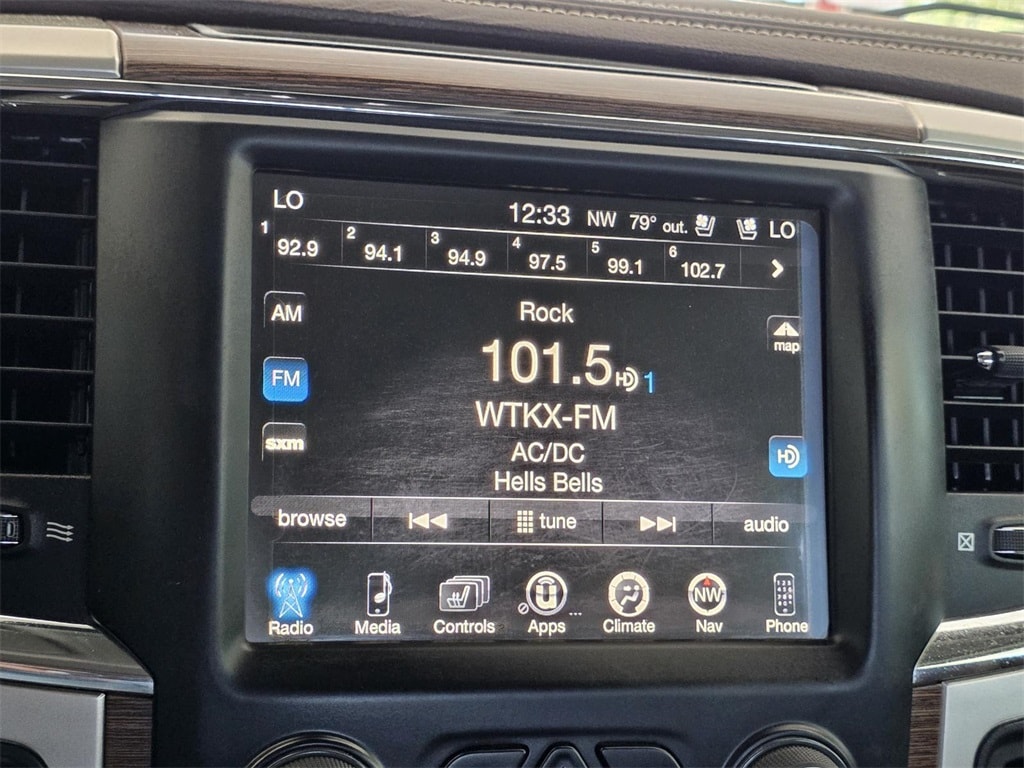 LO 12:33 NW 79° out. LO
1 92.9 2 94.1 3 94.9 4 97.5 5 99.1 6 102.7
AM
Rock
map
FM
101.5 HD 1
WTKX-FM
sxm
AC/DC
HD
Hells Bells
browse tune audio
NW
Radio Media Controls Apps Climate Nav Phone